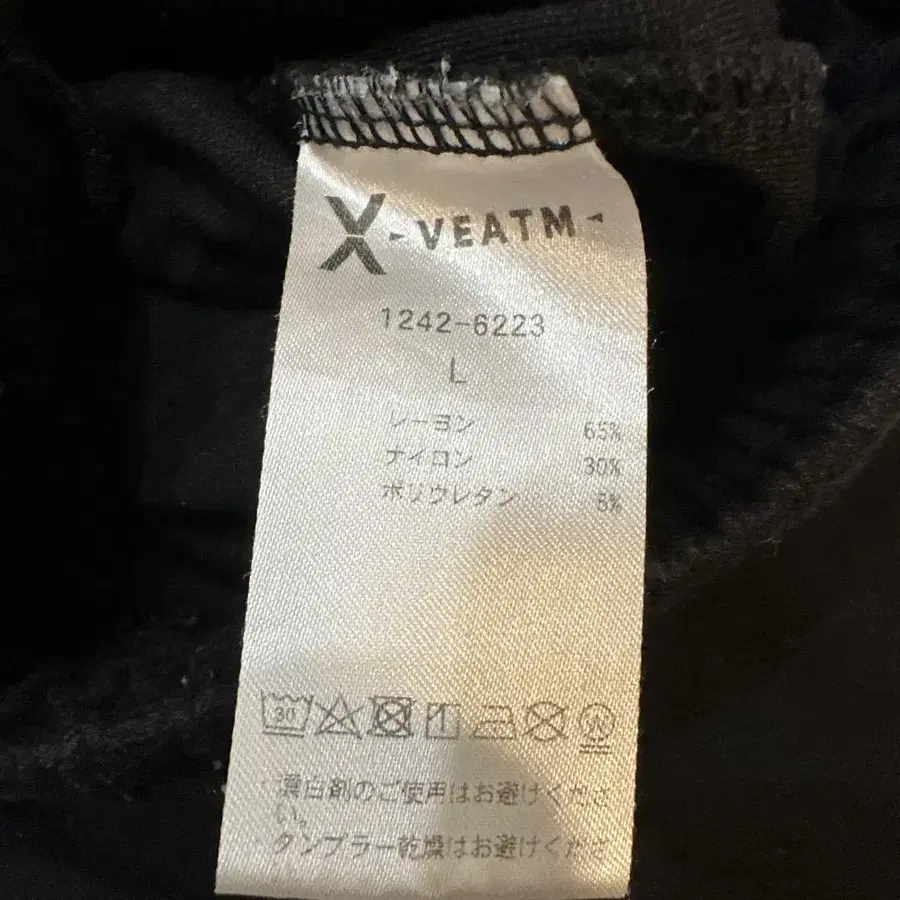 X-VEATM-
1242-6223
L
レーヨン 65%
ナイロン 30%
ポリウレタン 5%
30
W
・漂白剤のご使用はお避けくださ
い。
・タンブラー乾燥はお避けくださ